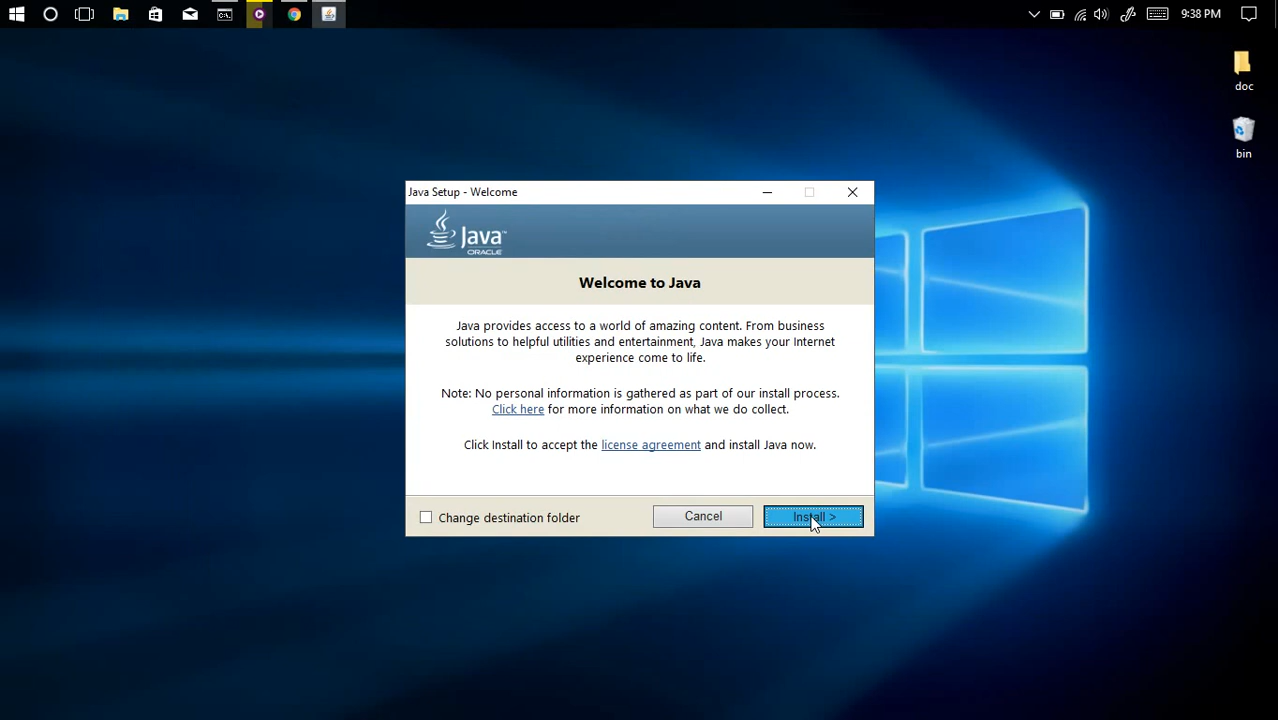 9:38 PM
doc
bin
Java Setup - Welcome
Java™
ORACLE
Welcome to Java
Java provides access to a world of amazing content. From business
solutions to helpful utilities and entertainment, Java makes your Internet
experience come to life.
Note: No personal information is gathered as part of our install process.
Click here for more information on what we do collect.
Click Install to accept the license agreement and install Java now.
Change destination folder
Cancel
Install >